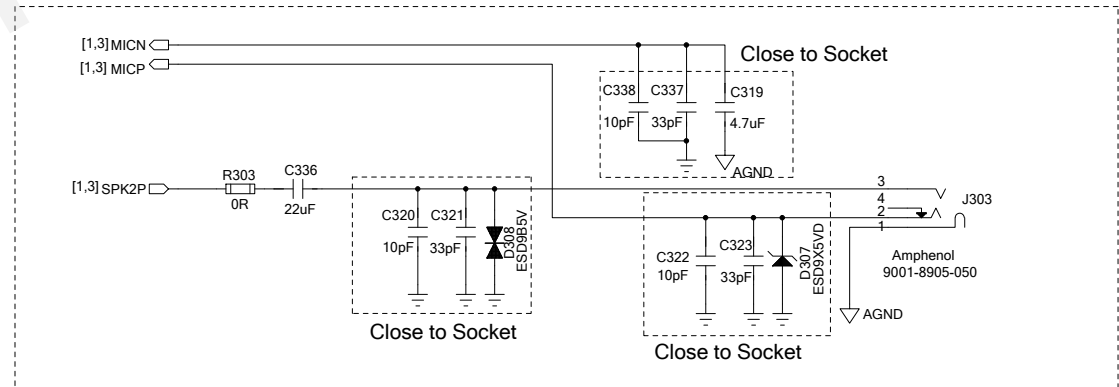 [1,3] MICN
[1,3] MICP
Close to Socket
C338
C337
C319
10pF
33pF
4.7uF
AGND
[1,3] SPK2P
R303
0R
C336
22uF
C320
10pF
C321
33pF
D308
ESD9B5V
Close to Socket
C322
10pF
C323
33pF
D307
ESD9X5VD
Close to Socket
3
4
2
1
J303
Amphenol
9001-8905-050
AGND